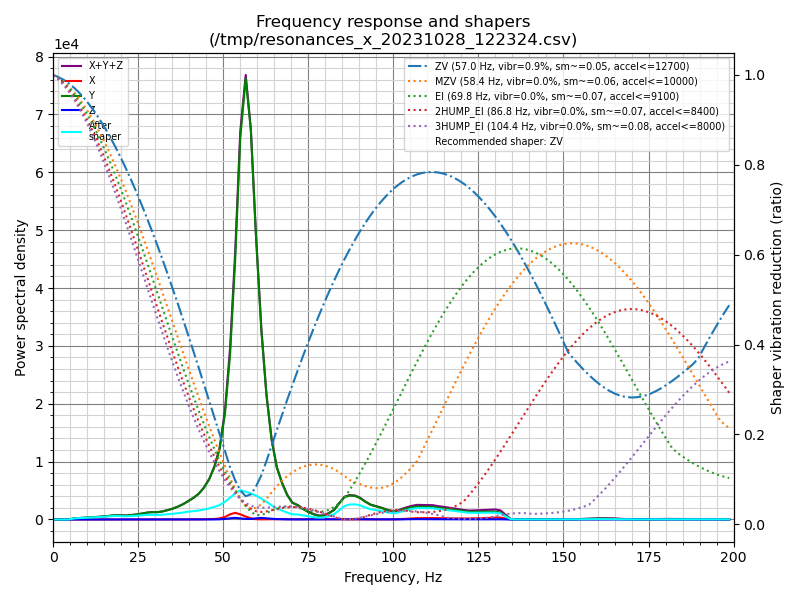 Frequency response and shapers
(/tmp/resonances_x_20231028_122324.csv)
1e4
X+Y+Z
X
Y
Z
After
shaper
ZV (57.0 Hz, vibr=0.9%, sm~=0.05, accel<=12700)
MZV (58.4 Hz, vibr=0.0%, sm~=0.06, accel<=10000)
EI (69.8 Hz, vibr=0.0%, sm~=0.07, accel<=9100)
2HUMP_EI (86.8 Hz, vibr=0.0%, sm~=0.07, accel<=8400)
3HUMP_EI (104.4 Hz, vibr=0.0%, sm~=0.08, accel<=8000)
Recommended shaper: ZV
Power spectral density
8
7
6
5
4
3
2
1
0
1.0
0.8
0.6
0.4
0.2
0.0
Shaper vibration reduction (ratio)
0 25 50 75 100 125 150 175 200
Frequency, Hz